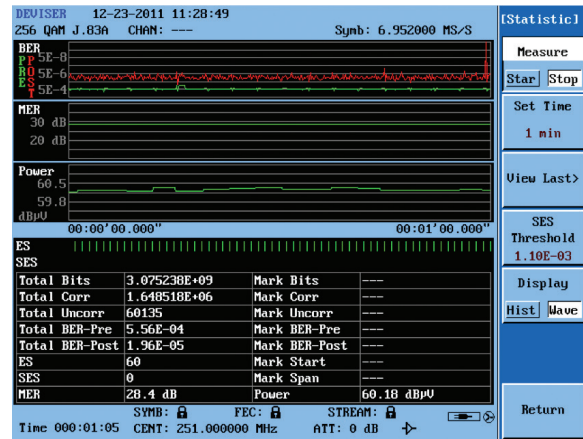 DEVISER 12-23-2011 11:28:49
256 QAM J.83A CHAN: --- Symb: 6.952000 MS/S
BER
PRE
POST
5E-8
5E-6
5E-4
MER
30 dB
20 dB
Power
60.5
59.8
dBµV
00:00'00.000" 00:01'00.000"
ES
SES
Total Bits 3.075238E+09 Mark Bits ---
Total Corr 1.648518E+06 Mark Corr ---
Total Uncorr 60135 Mark Uncorr ---
Total BER-Pre 5.56E-04 Mark BER-Pre ---
Total BER-Post 1.96E-05 Mark BER-Post ---
ES 60 Mark Start ---
SES 0 Mark Span ---
MER 28.4 dB Power 60.18 dBµV
SYMB: FEC: STREAM:
Time 000:01:05 CENT: 251.000000 MHz ATT: 0 dB
[Statistic]
Measure
Star Stop
Set Time
1 min
View Last>
SES
Threshold
1.10E-03
Display
Hist Wave
Return